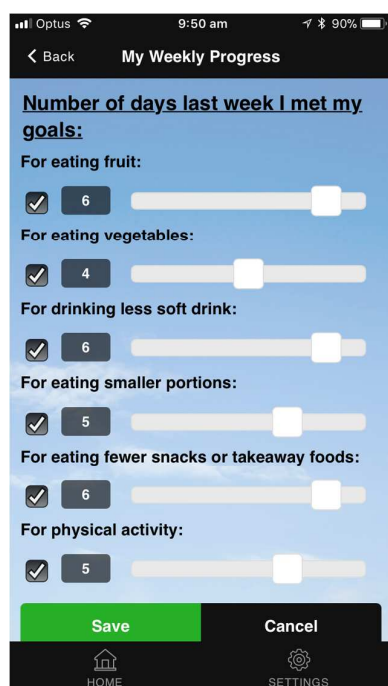 Optus 9:50 am 90%
Back My Weekly Progress
Number of days last week I met my
goals:
For eating fruit:
6
For eating vegetables:
4
For drinking less soft drink:
6
For eating smaller portions:
5
For eating fewer snacks or takeaway foods:
6
For physical activity:
5
Save Cancel
HOME SETTINGS